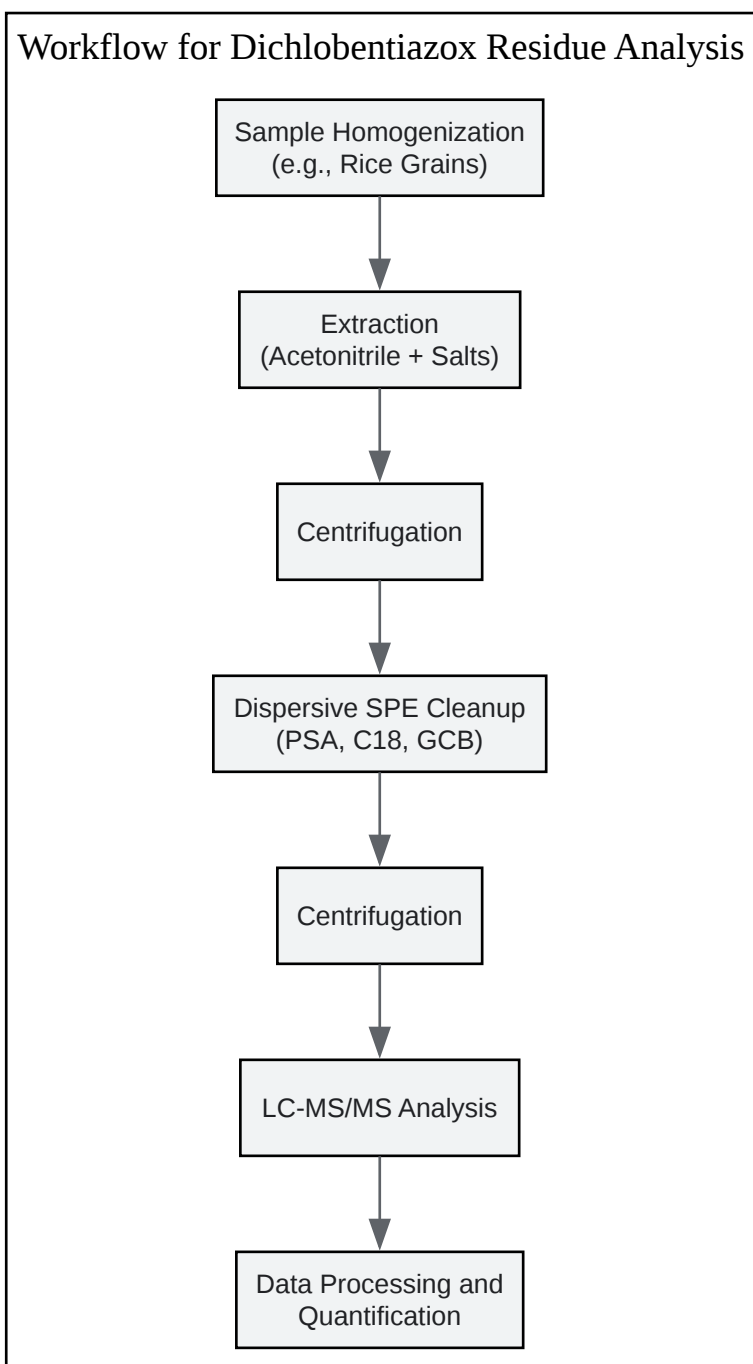 Workflow for Dichlobentiazox Residue Analysis
Sample Homogenization
(e.g., Rice Grains)
Extraction
(Acetonitrile + Salts)
Centrifugation
Dispersive SPE Cleanup
(PSA, C18, GCB)
Centrifugation
LC-MS/MS Analysis
Data Processing and
Quantification